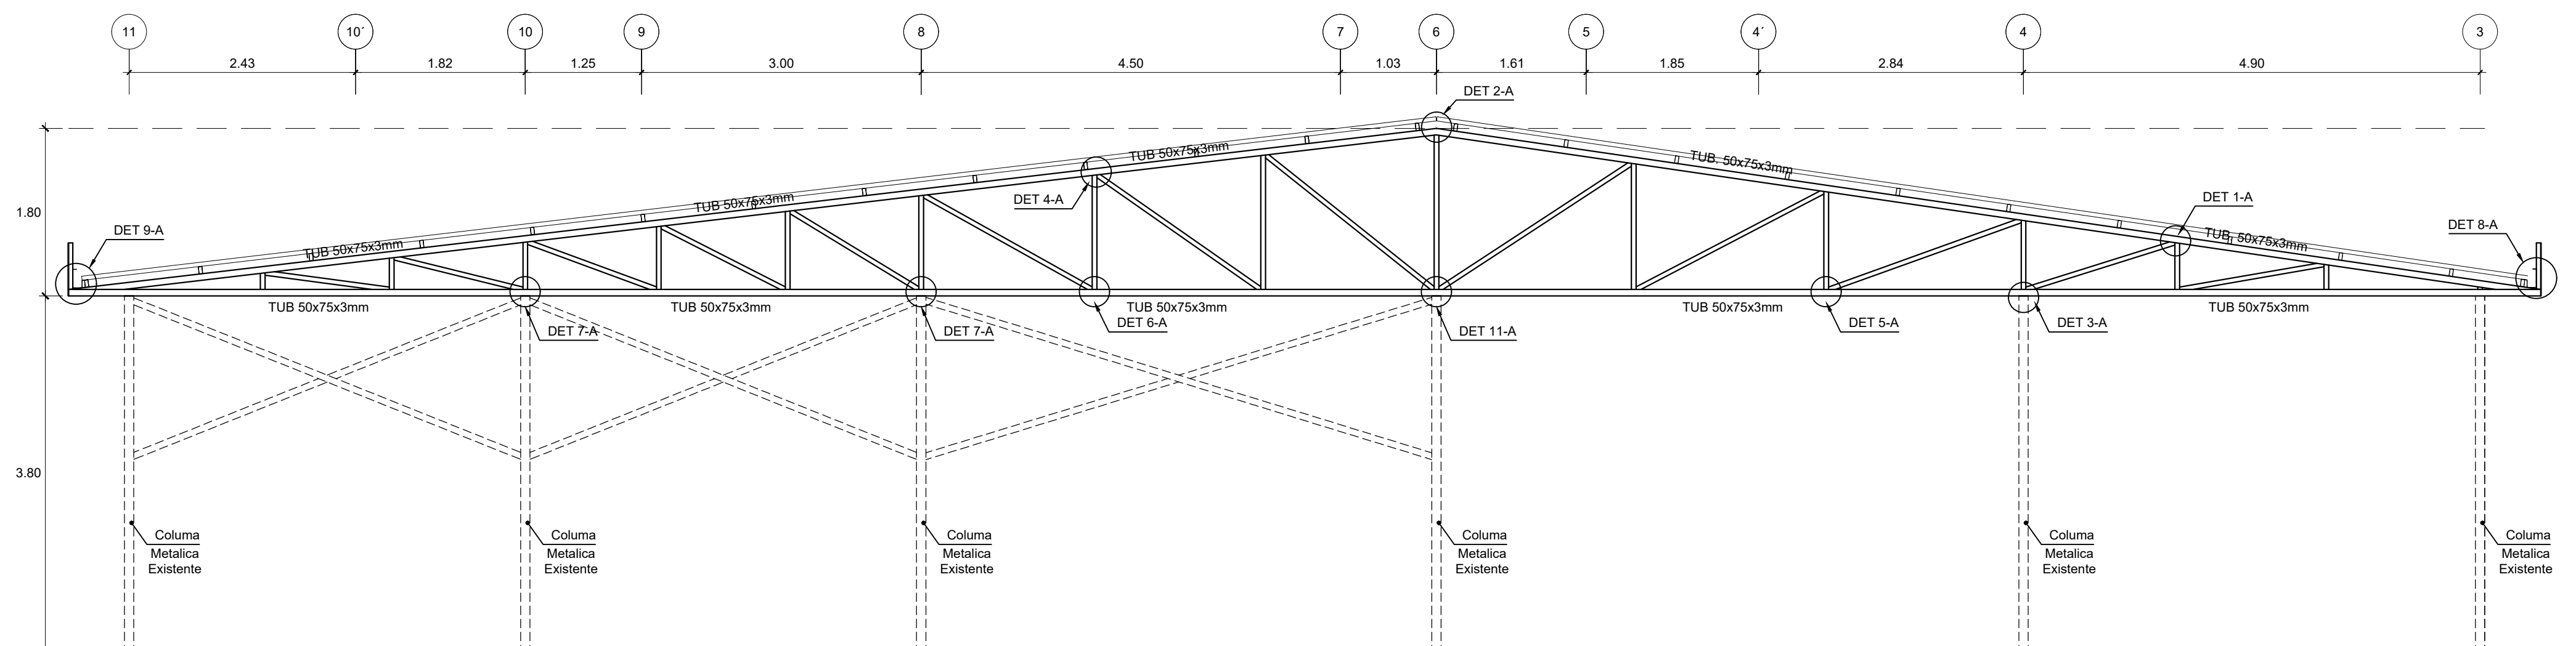 11
10´
10
9
8
7
6
5
4´
4
3
2.43
1.82
1.25
3.00
4.50
1.03
1.61
1.85
2.84
4.90
DET 2-A
TUB 50x75x3mm
TUB. 50x75x3mm
DET 4-A
DET 1-A
TUB 50x75x3mm
1.80
DET 9-A
DET 8-A
TUB 50x75x3mm
TUB. 50x75x3mm
TUB 50x75x3mm
TUB 50x75x3mm
TUB 50x75x3mm
TUB 50x75x3mm
TUB 50x75x3mm
DET 7-A
DET 7-A
DET 6-A
DET 11-A
DET 5-A
DET 3-A
3.80
Columa
Metalica
Existente
Columa
Metalica
Existente
Columa
Metalica
Existente
Columa
Metalica
Existente
Columa
Metalica
Existente
Columa
Metalica
Existente